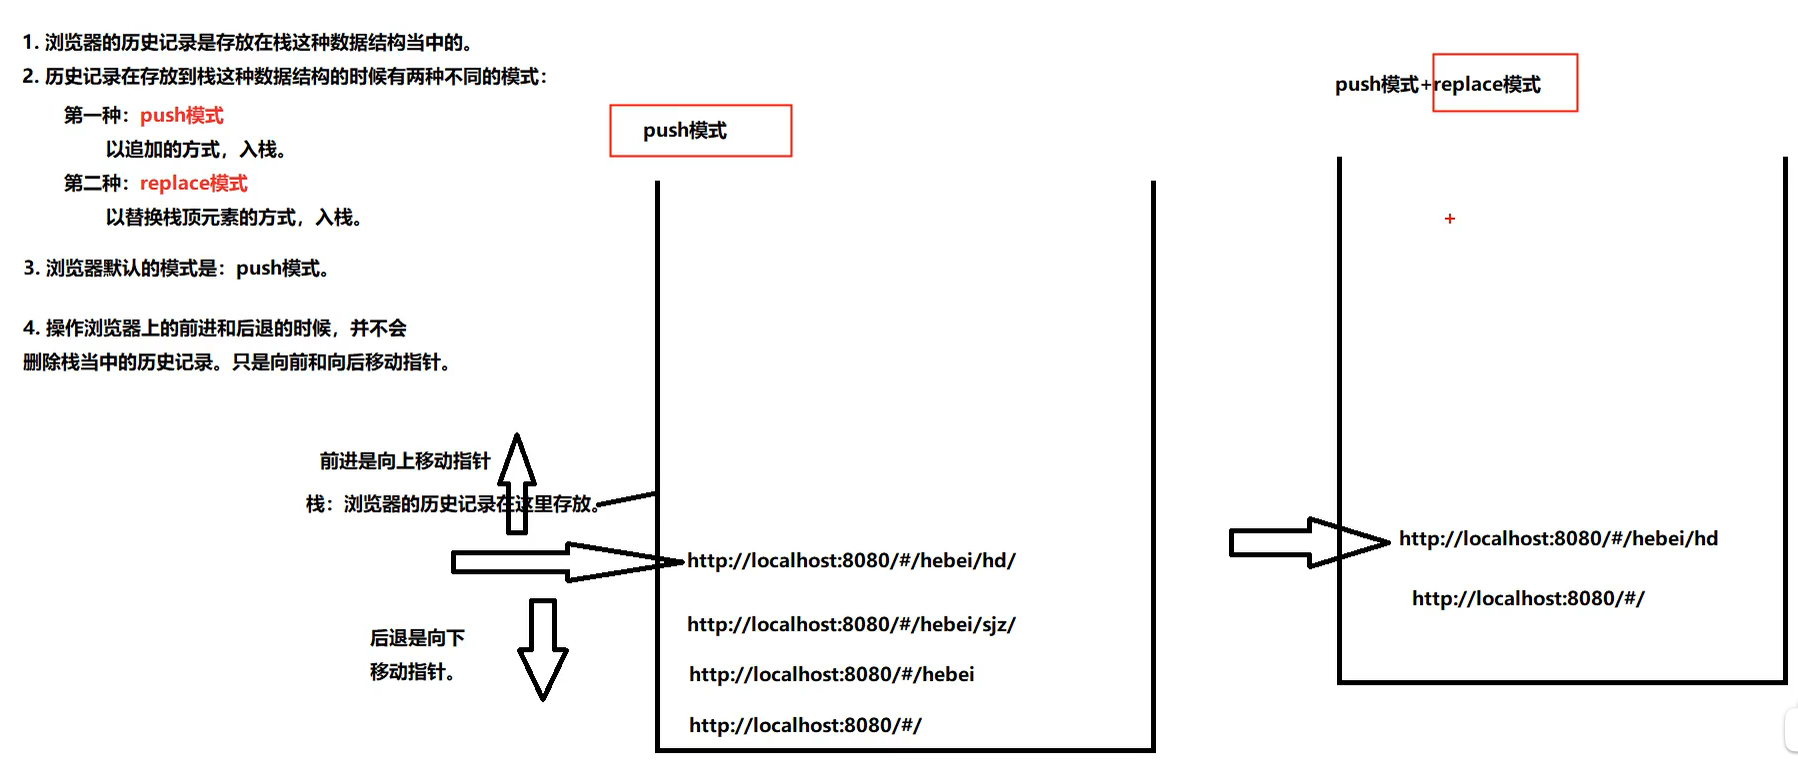 1. 浏览器的历史记录是存放在栈这种数据结构当中的。
2. 历史记录在存放到栈这种数据结构的时候有两种不同的模式：
第一种：push模式
以追加的方式，入栈。
第二种：replace模式
以替换栈顶元素的方式，入栈。
3. 浏览器默认的模式是：push模式。
4. 操作浏览器上的前进和后退的时候，并不会
删除栈当中的历史记录。只是向前和向后移动指针。
前进是向上移动指针
栈：浏览器的历史记录在这里存放。
后退是向下
移动指针。
push模式
http://localhost:8080/#/hebei/hd/
http://localhost:8080/#/hebei/sjz/
http://localhost:8080/#/hebei
http://localhost:8080/#/
push模式+replace模式
http://localhost:8080/#/hebei/hd
http://localhost:8080/#/